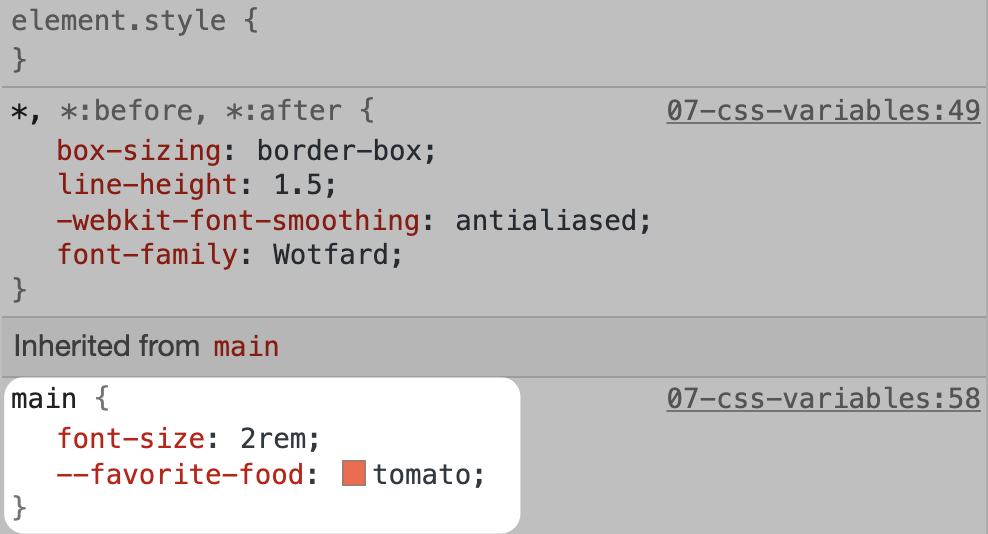 element.style {
}
*, *:before, *:after { 07-css-variables:49
box-sizing: border-box;
line-height: 1.5;
-webkit-font-smoothing: antialiased;
font-family: Wotfard;
}
Inherited from main
main { 07-css-variables:58
font-size: 2rem;
--favorite-food: tomato;
}